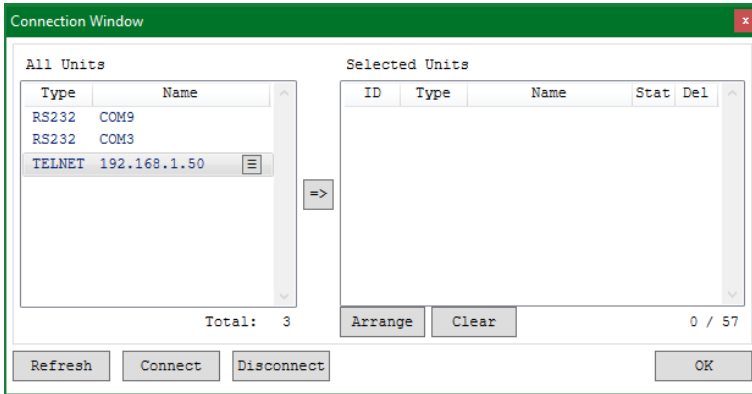 Connection Window x
All Units
Type Name
RS232 COM9
RS232 COM3
TELNET 192.168.1.50
Total: 3
=>
Selected Units
ID Type Name Stat Del
Arrange Clear 0 / 57
Refresh Connect Disconnect OK